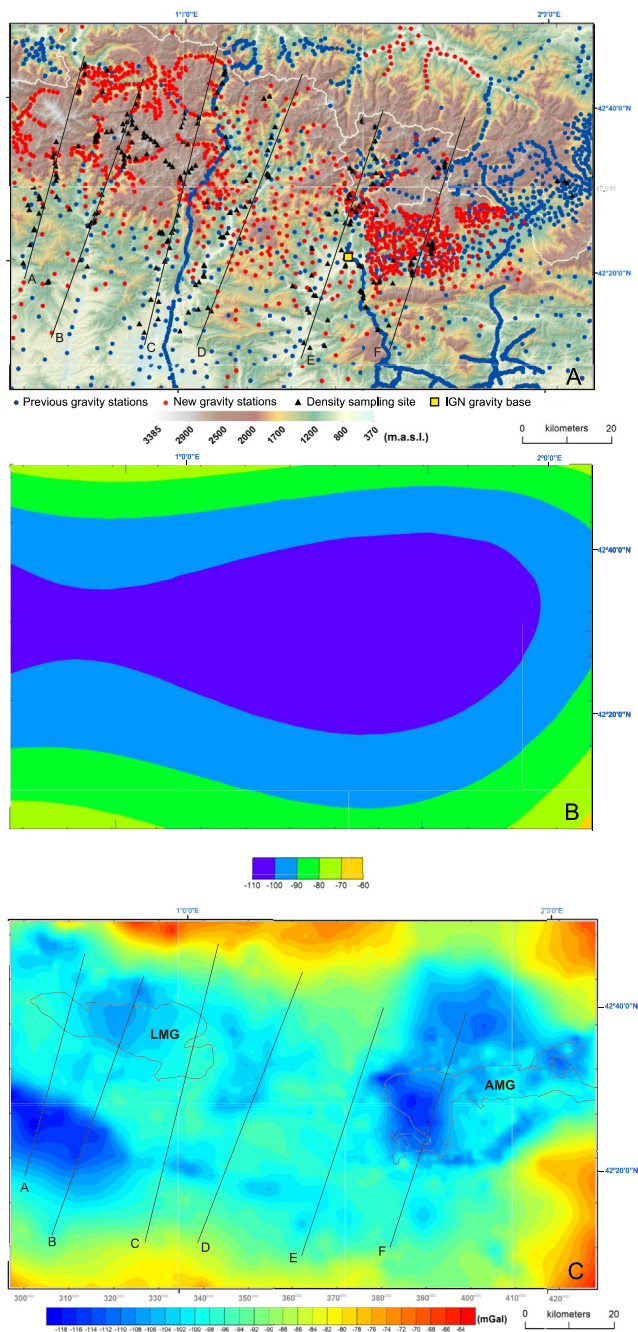 1°1'0"E 2°0'0"E
42°40'0"N
42°20'0"N
A
B
C
D
E
F
A
Previous gravity stations New gravity stations Density sampling site IGN gravity base
3385 2900 2500 2000 1700 1200 800 370 (m.a.s.l.)
0 kilometers 20
1°0'0"E 2°0'0"E
42°40'0"N
42°20'0"N
B
-110 -100 -90 -80 -70 -60
1°0'0"E 2°0'0"E
42°40'0"N
LMG
AMG
42°20'0"N
A
B
C
D
E
F
C
300 310 320 330 340 350 360 370 380 390 400 410 420
-118 -116 -112 -110 -108 -106 -104 -102 -100 -98 -96 -94 -92 -90 -88 -86 -84 -82 -80 -78 -76 -72 -70 -68 -66 -64 (mGal)
0 kilometers 20